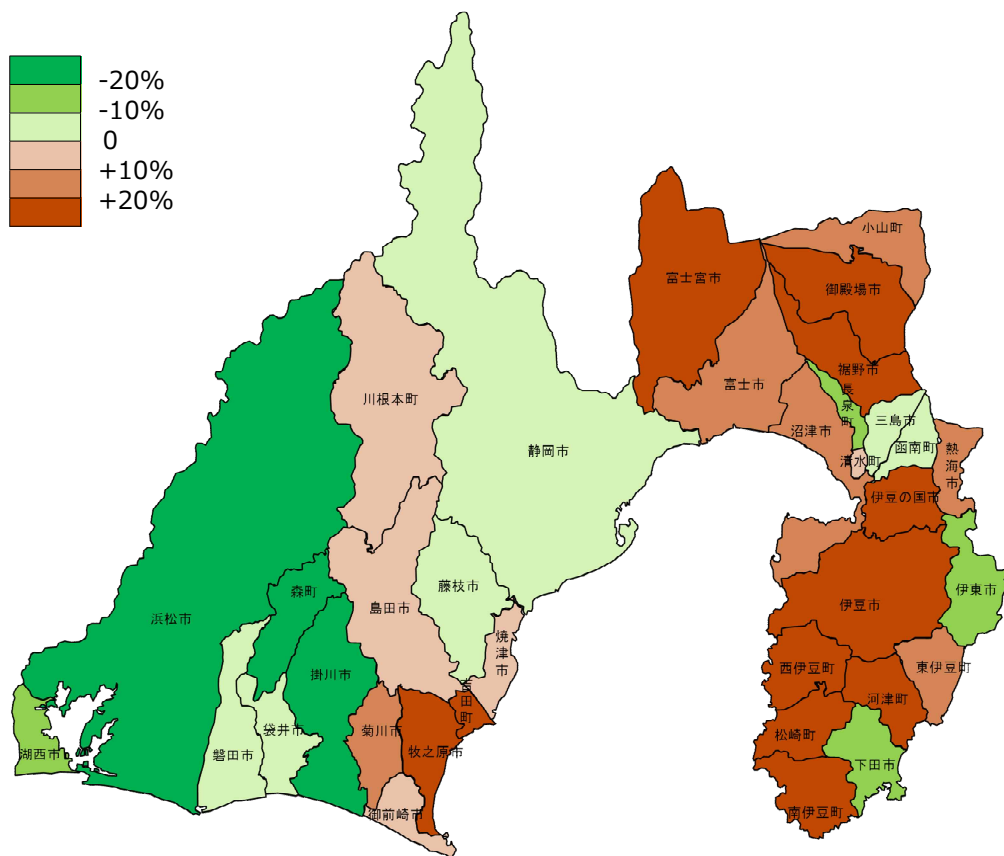 -20%
-10%
0
+10%
+20%
小山町
富士宮市
御殿場市
裾野市
富士市
長泉町
川根本町
沼津市
三島市
静岡市
函南町
熱海市
清水町
伊豆の国市
藤枝市
森町
伊東市
島田市
伊豆市
浜松市
焼津市
西伊豆町
東伊豆町
掛川市
吉田町
河津町
袋井市
菊川市
松崎町
湖西市
磐田市
牧之原市
下田市
御前崎市
南伊豆町